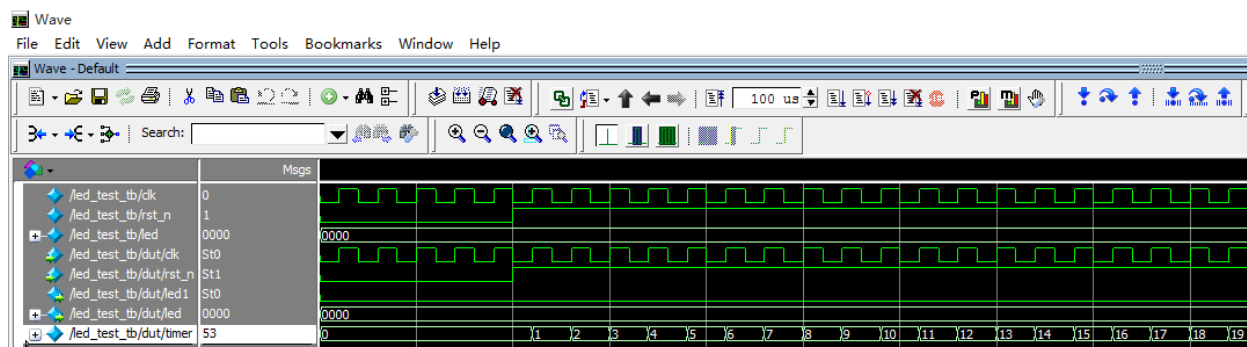 Wave
File Edit View Add Format Tools Bookmarks Window Help
Wave - Default
100 us
Search:
Msgs
/led_test_tb/clk 0
/led_test_tb/rst_n 1
/led_test_tb/led 0000 0000
/led_test_tb/dut/clk St0
/led_test_tb/dut/rst_n St1
/led_test_tb/dut/led1 St0
/led_test_tb/dut/led 0000 0000
/led_test_tb/dut/timer 53 0 1 2 3 4 5 6 7 8 9 10 11 12 13 14 15 16 17 18 19